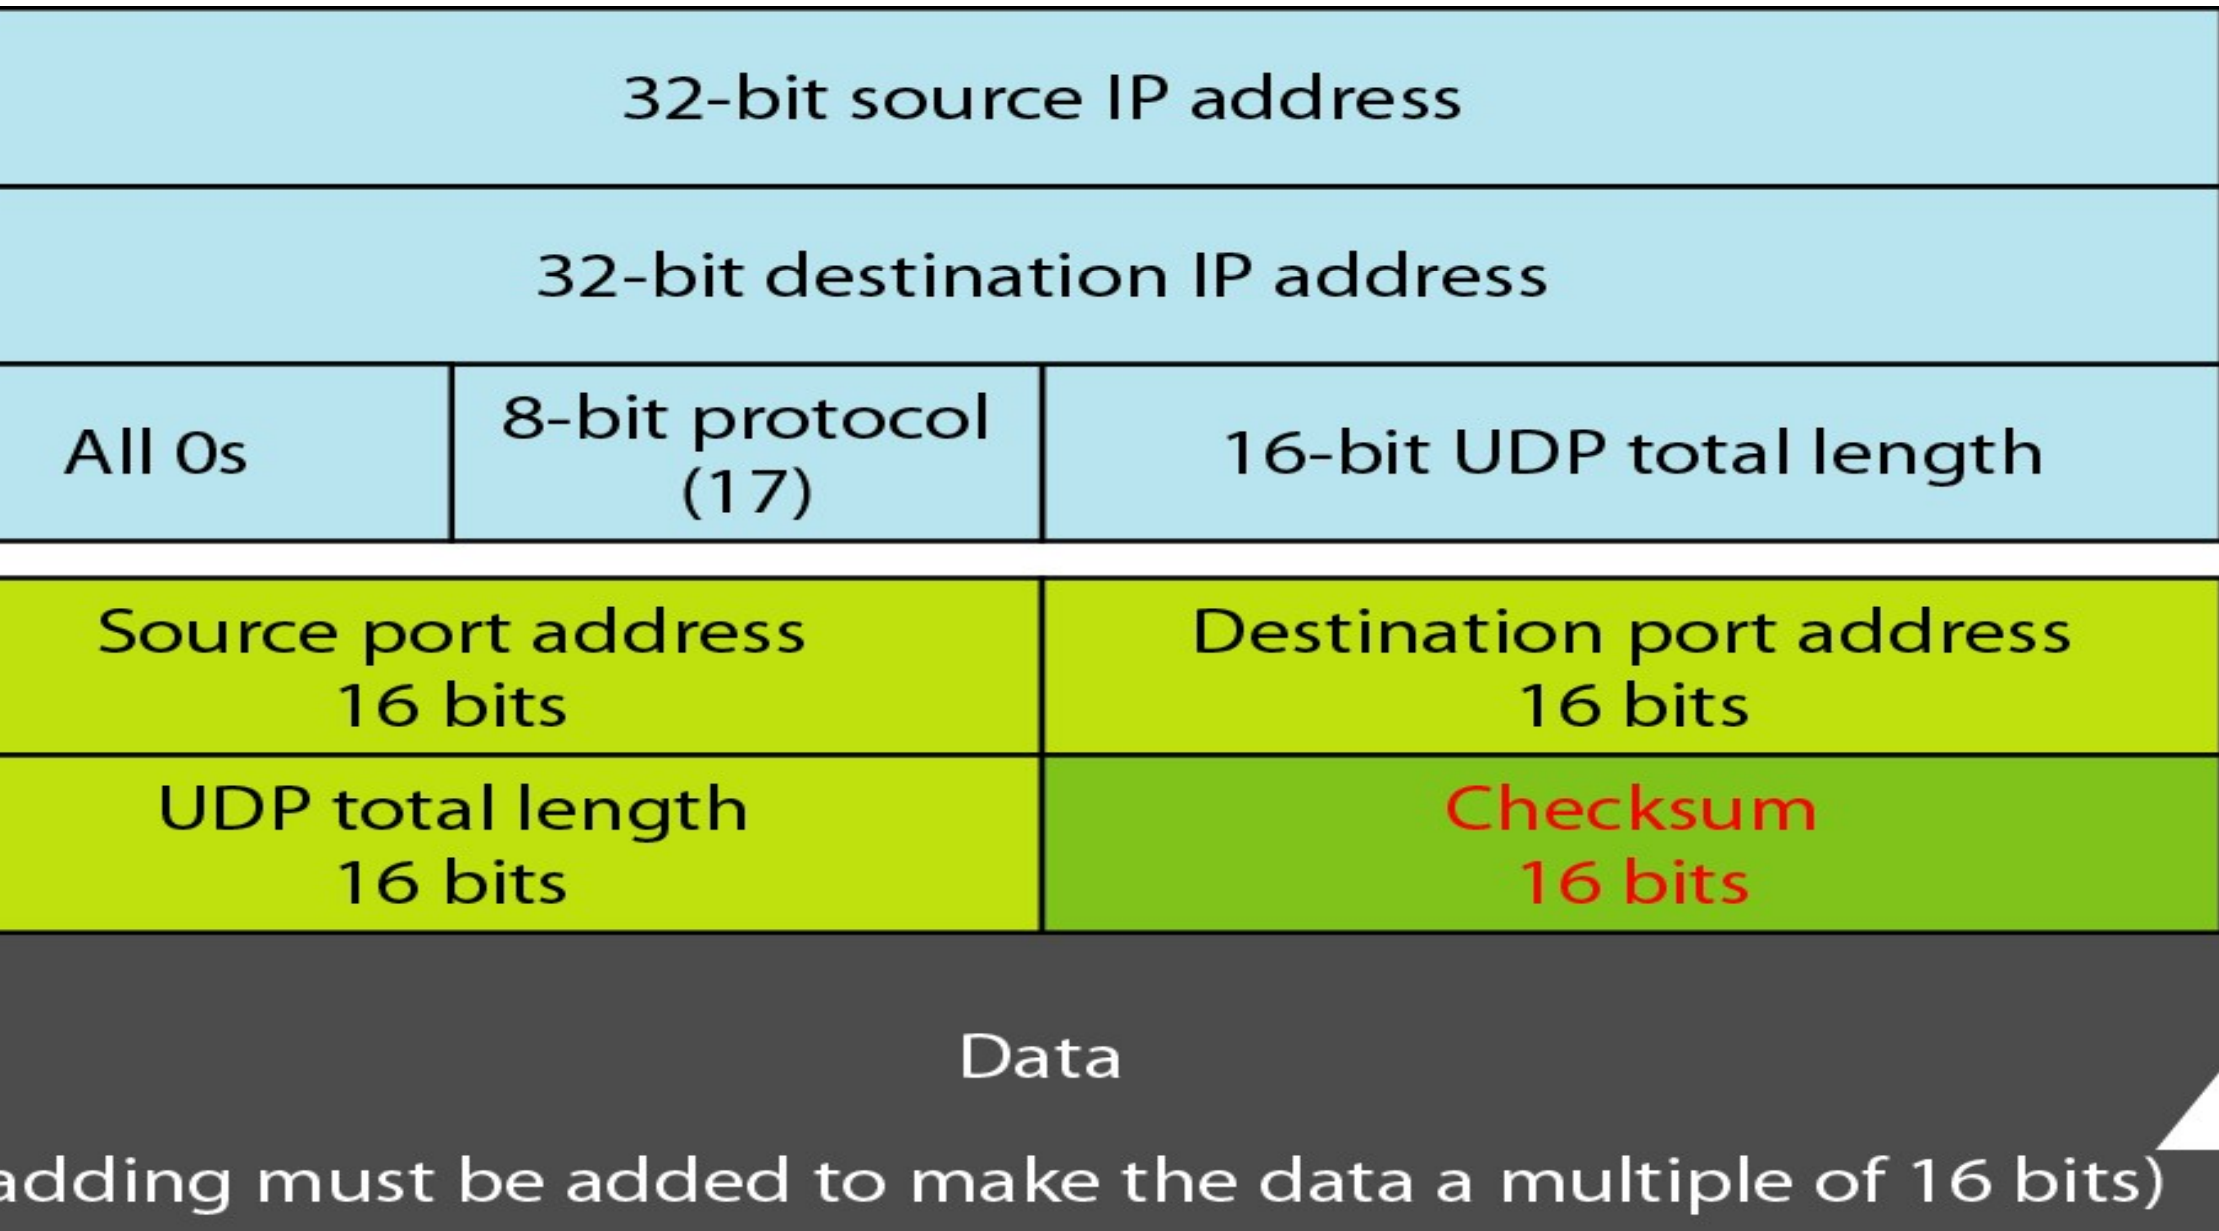 32-bit source IP address
32-bit destination IP address
All 0s
8-bit protocol
(17)
16-bit UDP total length
Source port address
16 bits
Destination port address
16 bits
UDP total length
16 bits
Checksum
16 bits
Data
adding must be added to make the data a multiple of 16 bits)